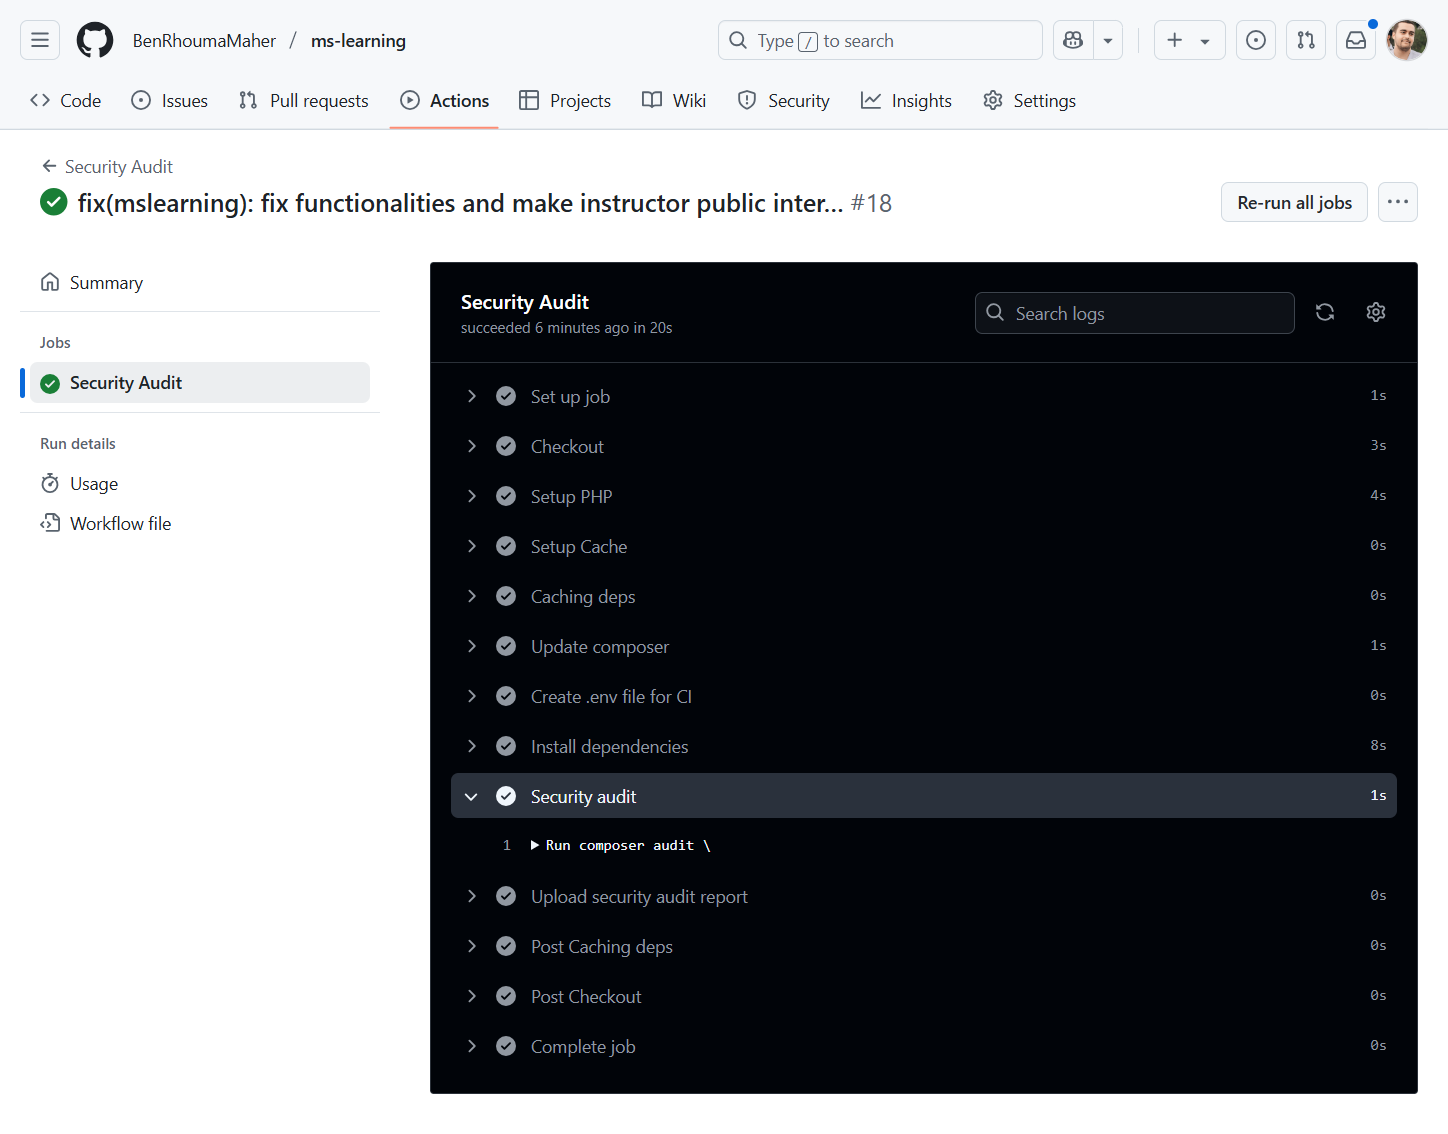 BenRhoumaMaher / ms-learning
Type / to search
Code
Issues
Pull requests
Actions
Projects
Wiki
Security
Insights
Settings
Security Audit
fix(mslearning): fix functionalities and make instructor public inter... #18
Re-run all jobs
Summary
Jobs
Security Audit
Run details
Usage
Workflow file
Security Audit
succeeded 6 minutes ago in 20s
Search logs
Set up job 1s
Checkout 3s
Setup PHP 4s
Setup Cache 0s
Caching deps 0s
Update composer 1s
Create .env file for CI 0s
Install dependencies 8s
Security audit 1s
1 Run composer audit \
Upload security audit report 0s
Post Caching deps 0s
Post Checkout 0s
Complete job 0s